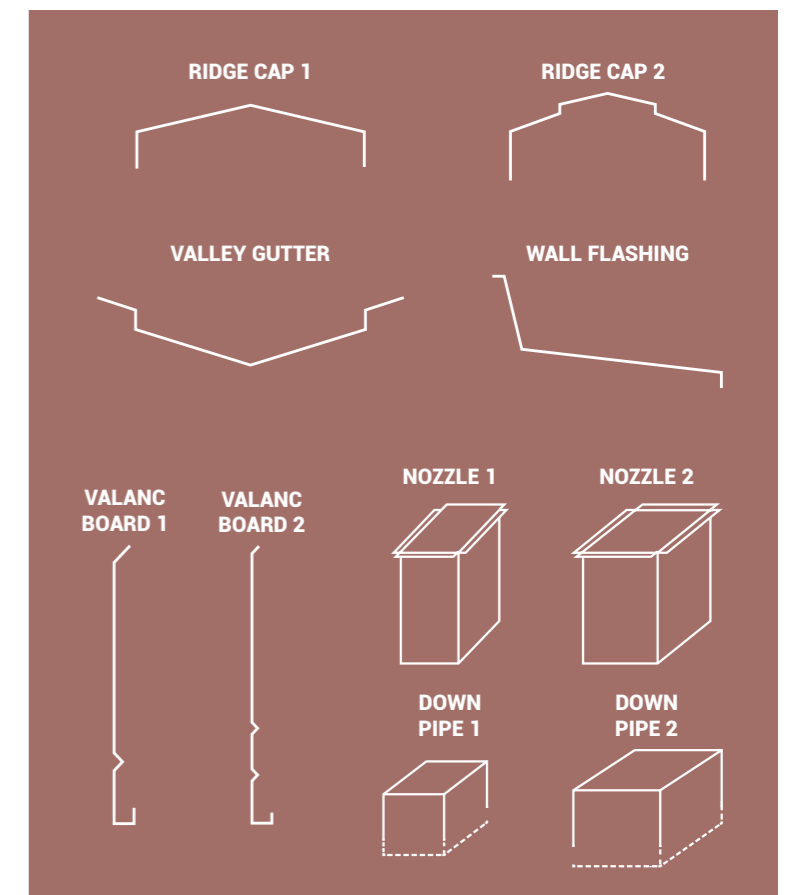 RIDGE CAP 1
RIDGE CAP 2
VALLEY GUTTER
WALL FLASHING
VALANC
BOARD 1
VALANC
BOARD 2
NOZZLE 1
NOZZLE 2
DOWN
PIPE 1
DOWN
PIPE 2